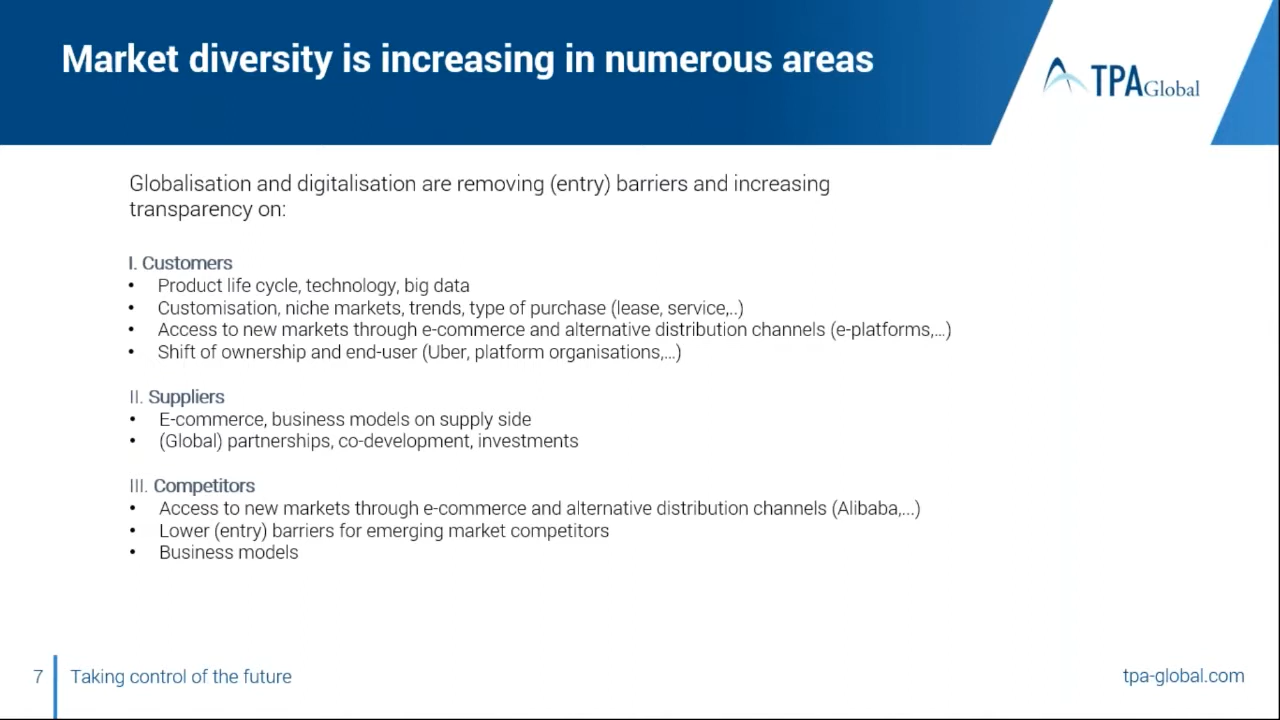 Market diversity is increasing in numerous areas
TPA Global
Globalisation and digitalisation are removing (entry) barriers and increasing
transparency on:
I. Customers
• Product life cycle, technology, big data
• Customisation, niche markets, trends, type of purchase (lease, service,..)
• Access to new markets through e-commerce and alternative distribution channels (e-platforms,...)
• Shift of ownership and end-user (Uber, platform organisations,...)
II. Suppliers
• E-commerce, business models on supply side
• (Global) partnerships, co-development, investments
III. Competitors
• Access to new markets through e-commerce and alternative distribution channels (Alibaba,...)
• Lower (entry) barriers for emerging market competitors
• Business models
7 Taking control of the future
tpa-global.com